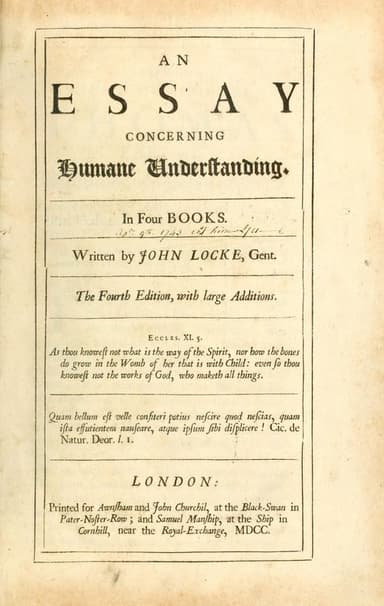 AN
ESSAY
CONCERNING
Humane Underſtanding.
In Four BOOKS.
Written by JOHN LOCKE, Gent.
The Fourth Edition, with large Additions.
ECCLES. XI. 5.
As thou knoweſt not what is the way of the Spirit, nor how the bones
do grow in the Womb of her that is with Child: even ſo thou
knoweſt not the works of God, who maketh all things.
Quam bellum eſt velle confiteri potius neſcire quod neſcias, quam
iſta effutientem nauſeare, atque ipſum ſibi diſplicere! Cic. de
Natur. Deor. l. 1.
LONDON:
Printed for Awnſham and John Churchil, at the Black-Swan in
Pater-Noſter-Row; and Samuel Manſhip, at the Ship in
Cornhill, near the Royal-Exchange, MDCC.